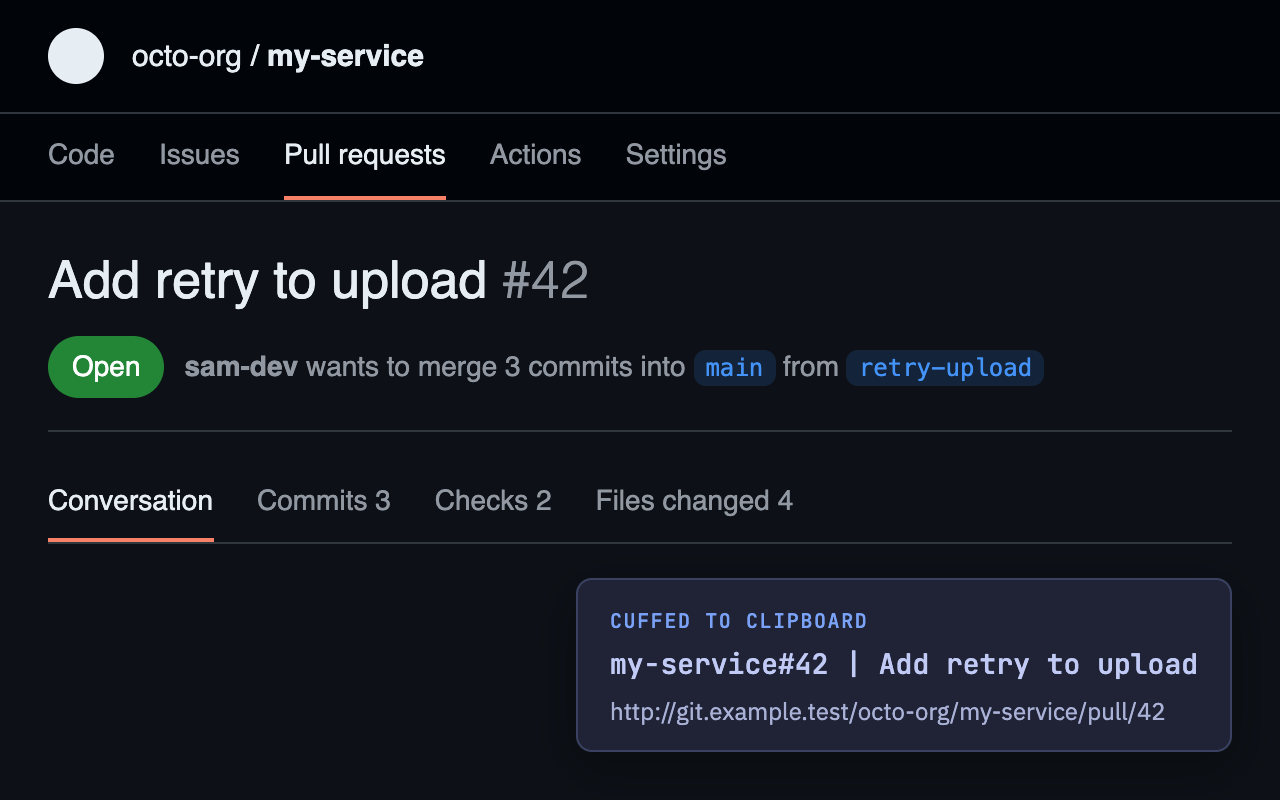 octo-org / my-service
Code Issues Pull requests Actions Settings
Add retry to upload #42
Open sam-dev wants to merge 3 commits into main from retry-upload
Conversation Commits 3 Checks 2 Files changed 4
CUFFED TO CLIPBOARD
my-service#42 | Add retry to upload
http://git.example.test/octo-org/my-service/pull/42